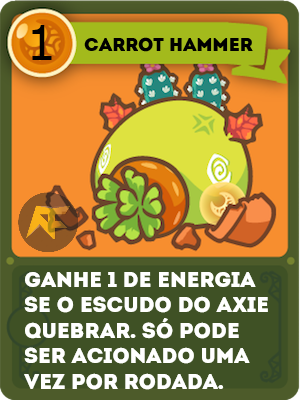 1
CARROT HAMMER
GANHE 1 DE ENERGIA
SE O ESCUDO DO AXIE
QUEBRAR. SÓ PODE
SER ACIONADO UMA
VEZ POR RODADA.